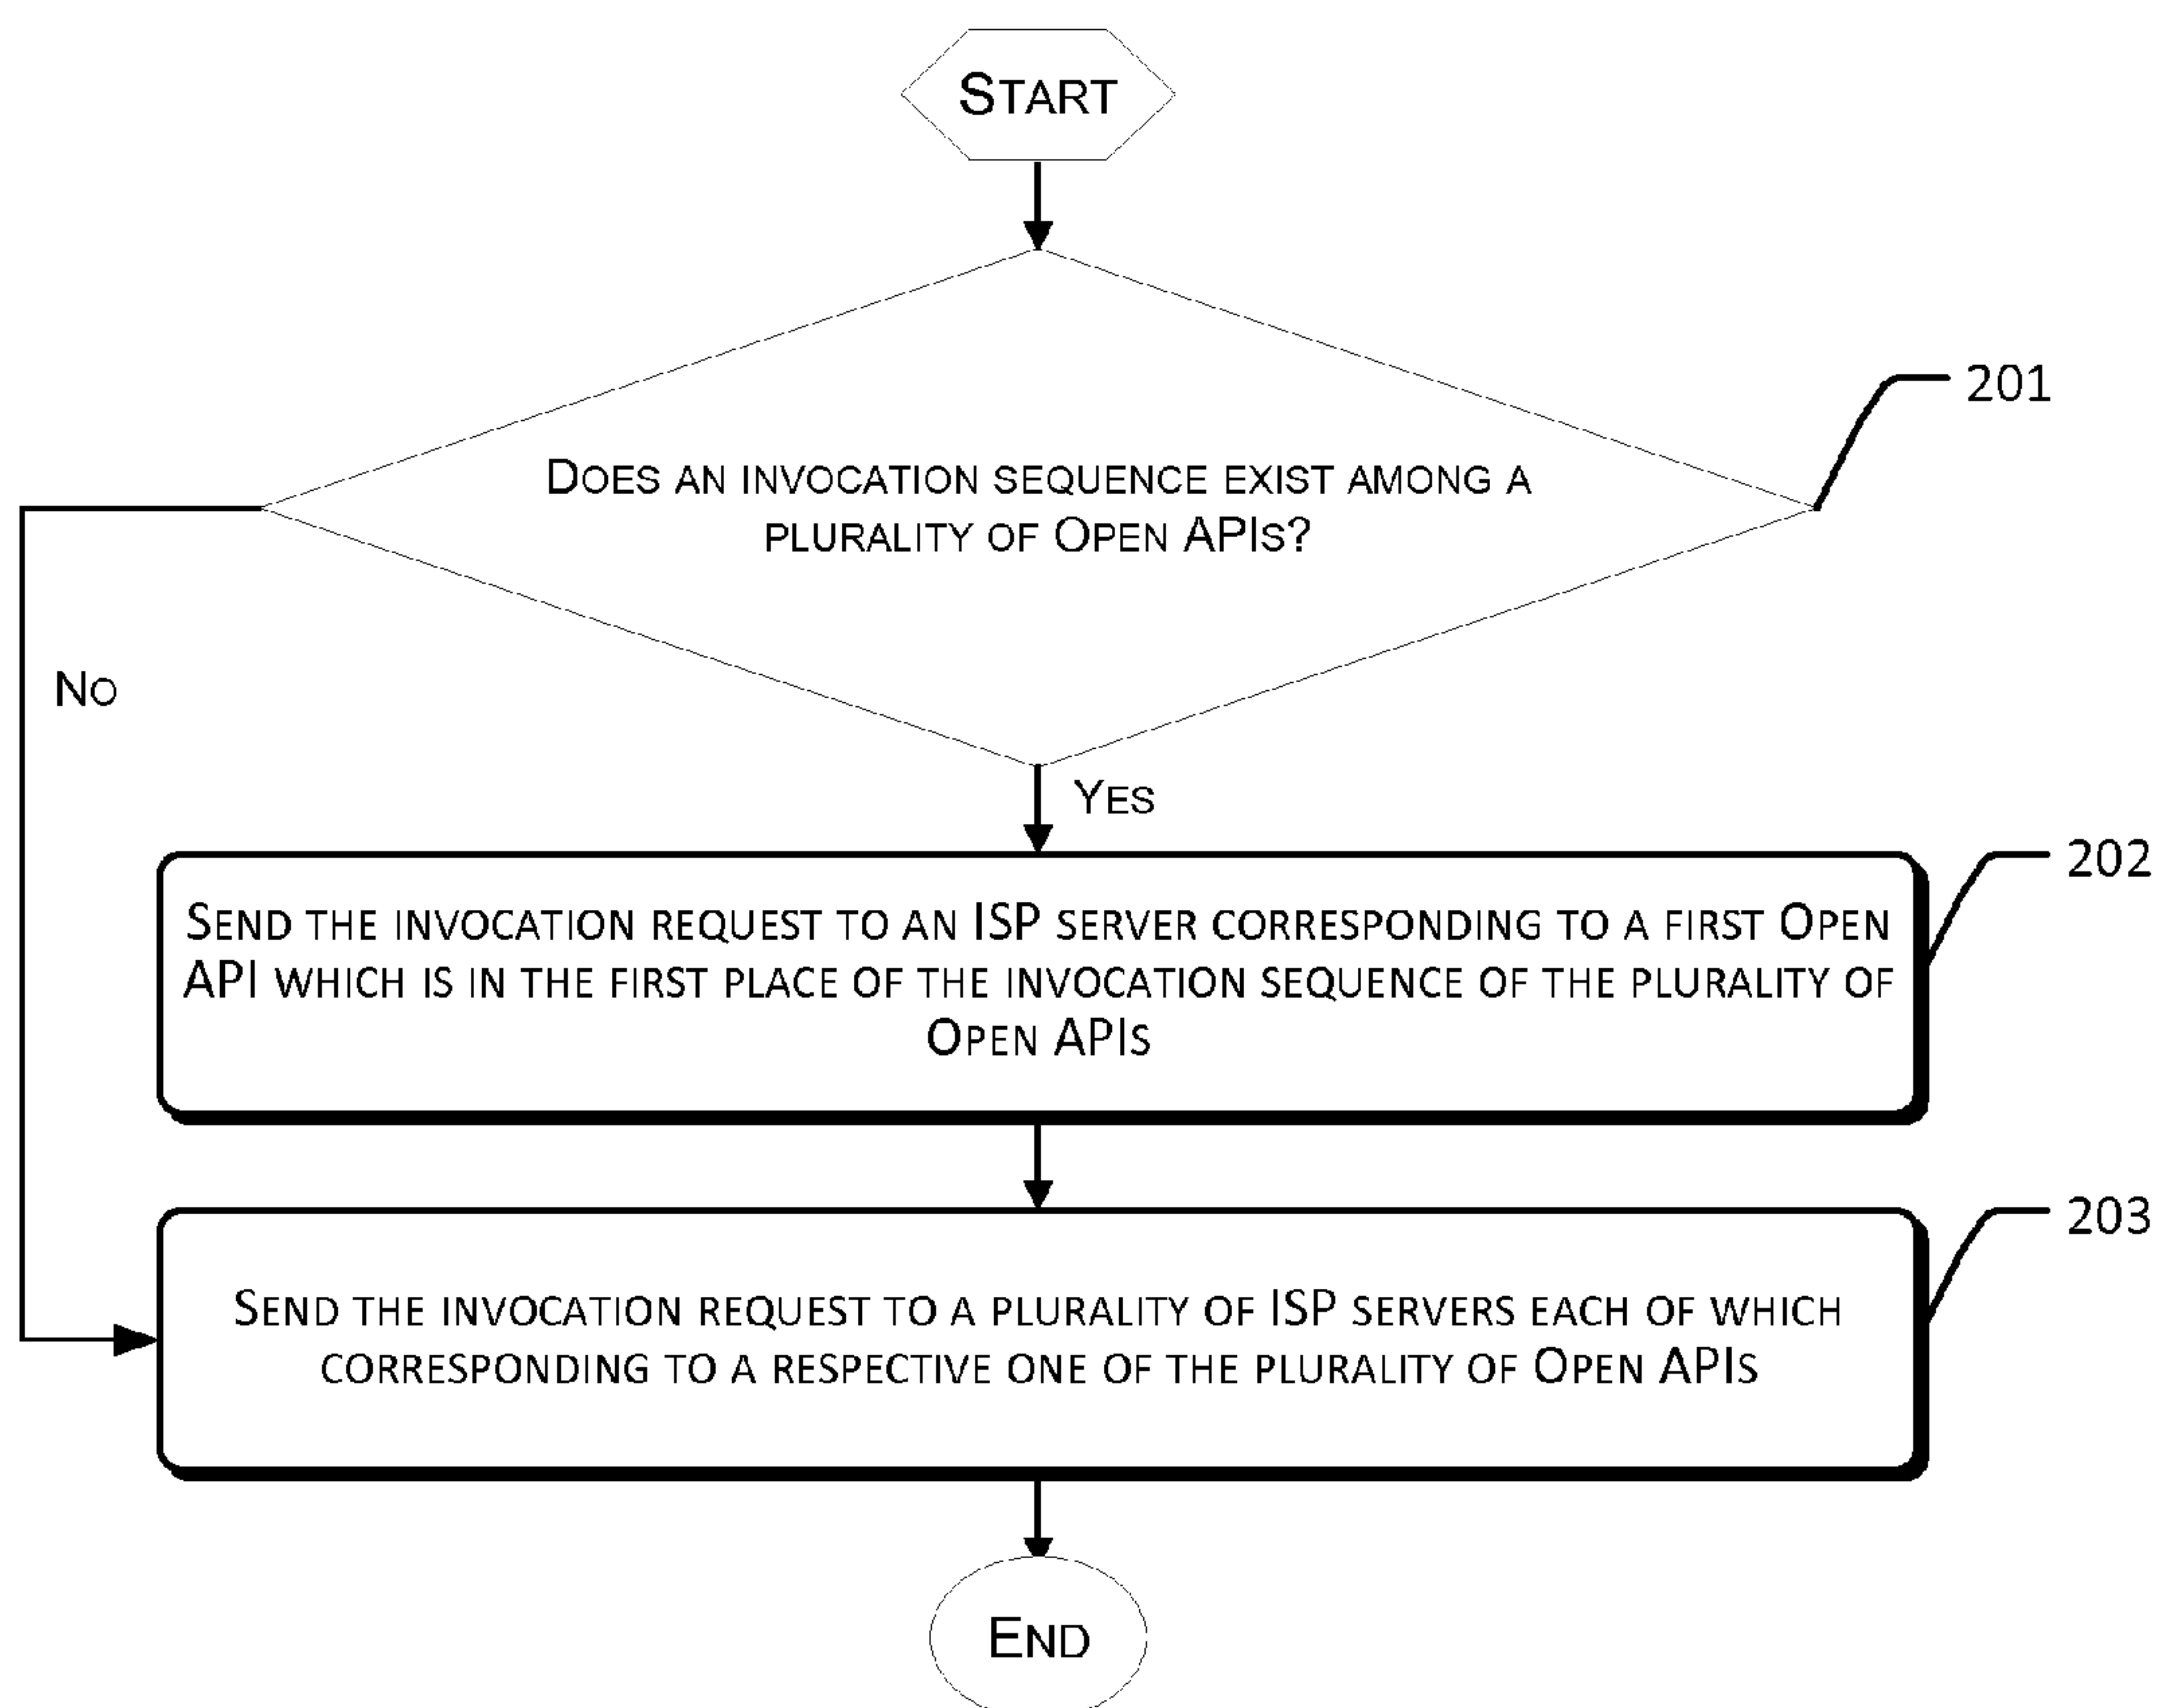 START
DOES AN INVOCATION SEQUENCE EXIST AMONG A
PLURALITY OF OPEN APIS?
201
NO
YES
202
SEND THE INVOCATION REQUEST TO AN ISP SERVER CORRESPONDING TO A FIRST OPEN
API WHICH IS IN THE FIRST PLACE OF THE INVOCATION SEQUENCE OF THE PLURALITY OF
OPEN APIS
203
SEND THE INVOCATION REQUEST TO A PLURALITY OF ISP SERVERS EACH OF WHICH
CORRESPONDING TO A RESPECTIVE ONE OF THE PLURALITY OF OPEN APIS
END